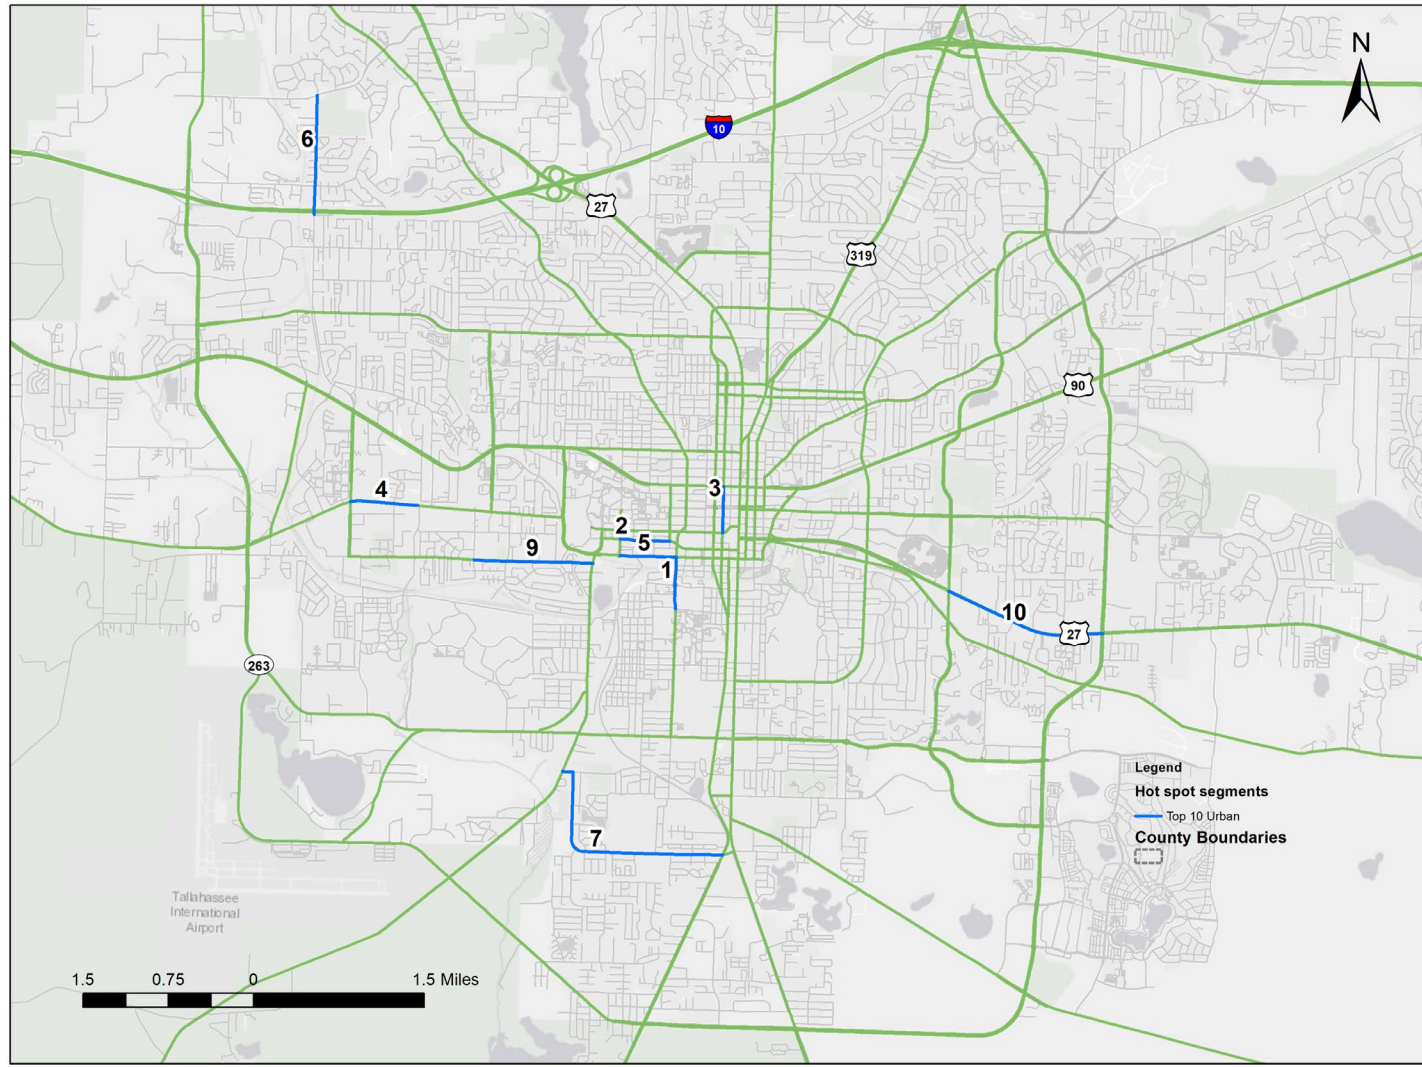 N
6
10
27
319
90
4
3
2
5
9
1
10
27
263
Legend
Hot spot segments
Top 10 Urban
County Boundaries
7
Tallahassee
International
Airport
1.5 0.75 0 1.5 Miles